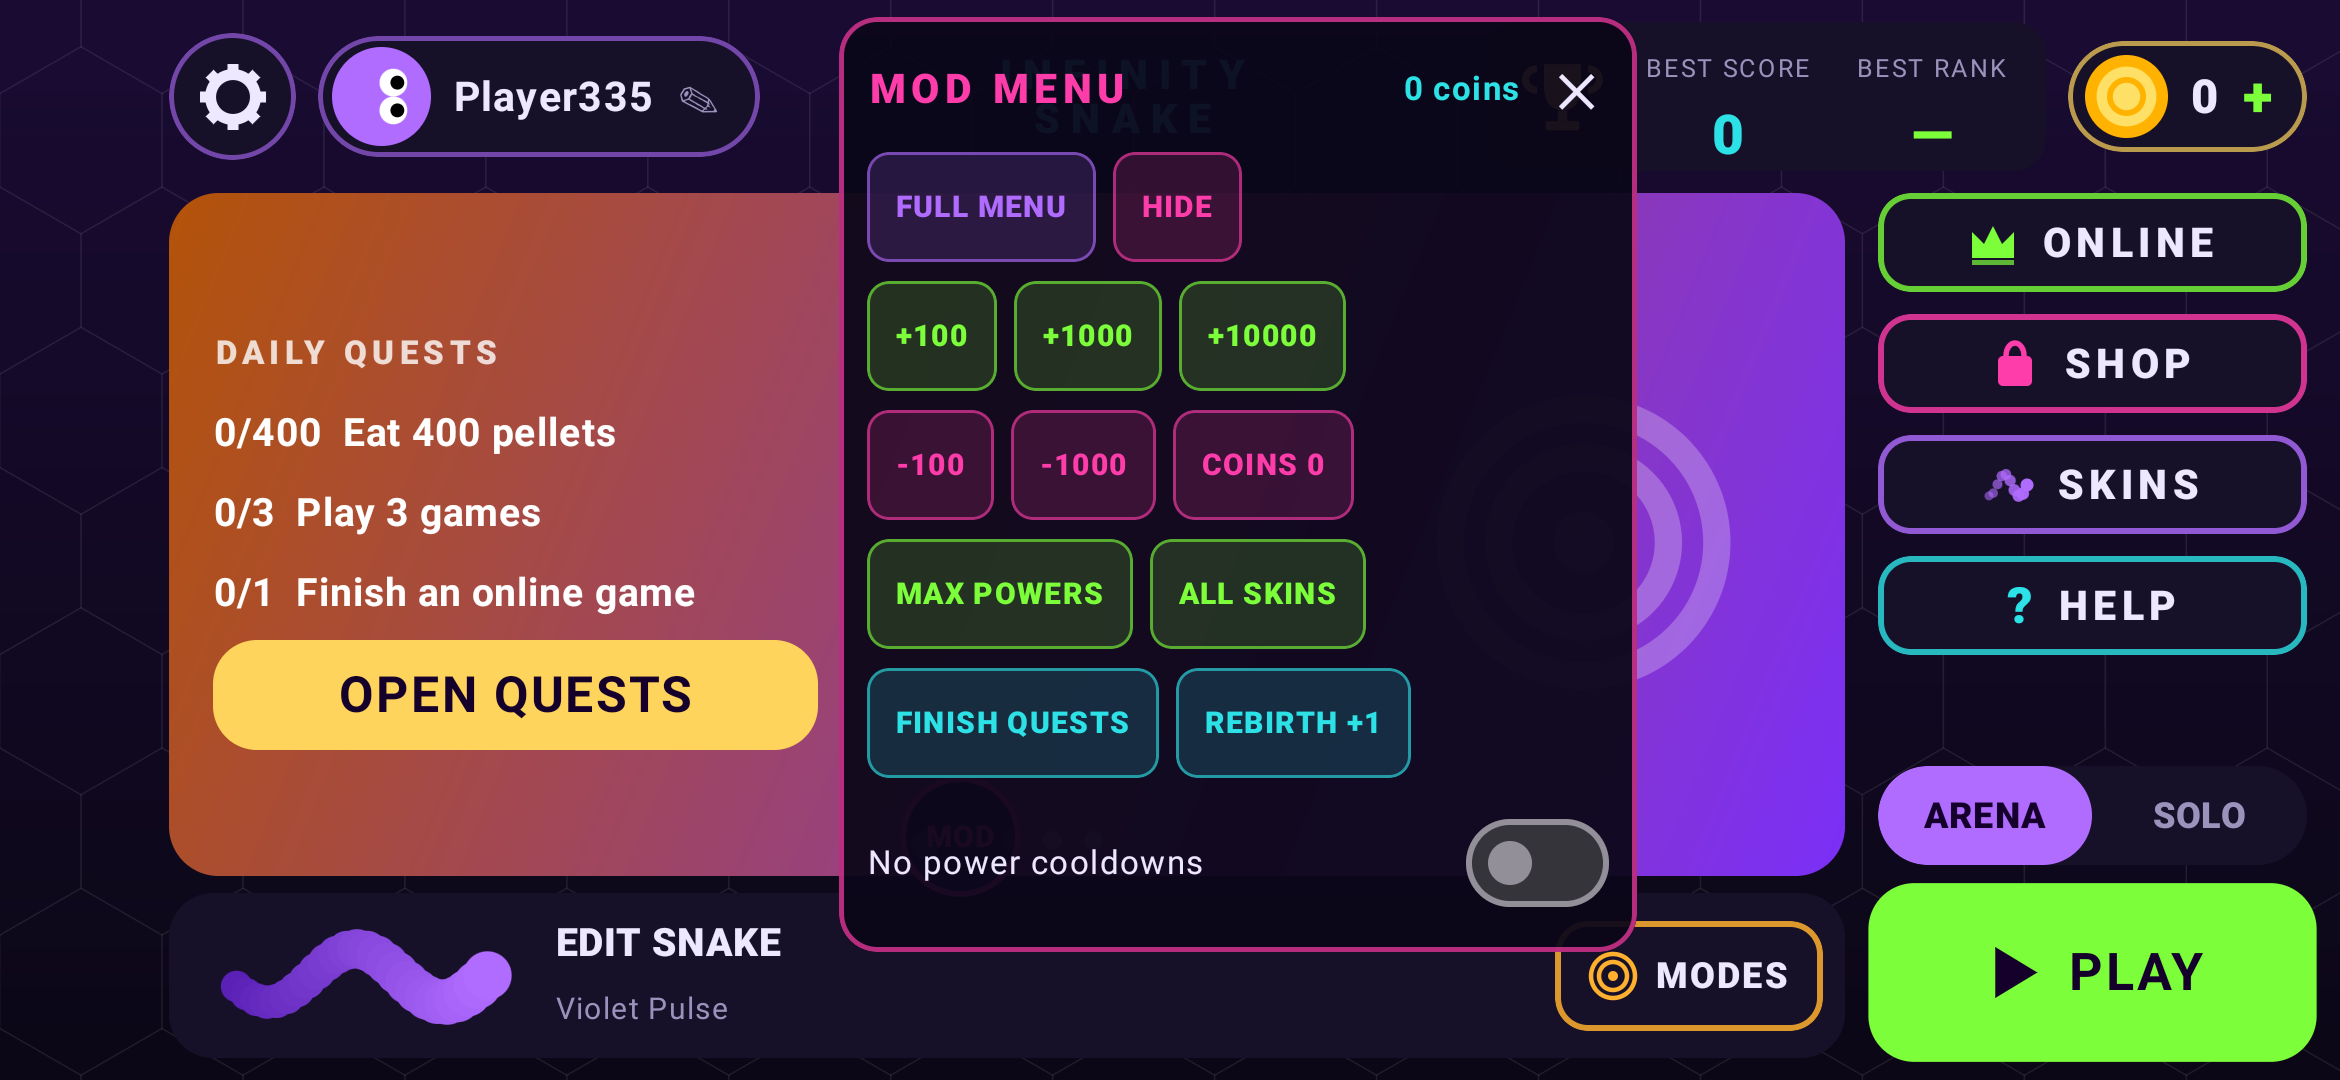 Player335
INFINITY
SNAKE
MOD MENU
0 coins
BEST SCORE
BEST RANK
0
—
0 +
FULL MENU
HIDE
+100
+1000
+10000
-100
-1000
COINS 0
MAX POWERS
ALL SKINS
FINISH QUESTS
REBIRTH +1
MOD
No power cooldowns
DAILY QUESTS
0/400 Eat 400 pellets
0/3 Play 3 games
0/1 Finish an online game
OPEN QUESTS
EDIT SNAKE
Violet Pulse
MODES
ONLINE
SHOP
SKINS
? HELP
ARENA
SOLO
PLAY